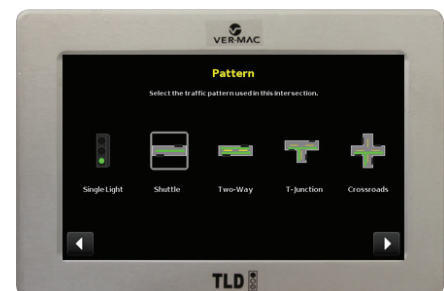 VER-MAC
Pattern
Select the traffic pattern used in this intersection.
Single Light
Shuttle
Two-Way
T-Junction
Crossroads
TLD